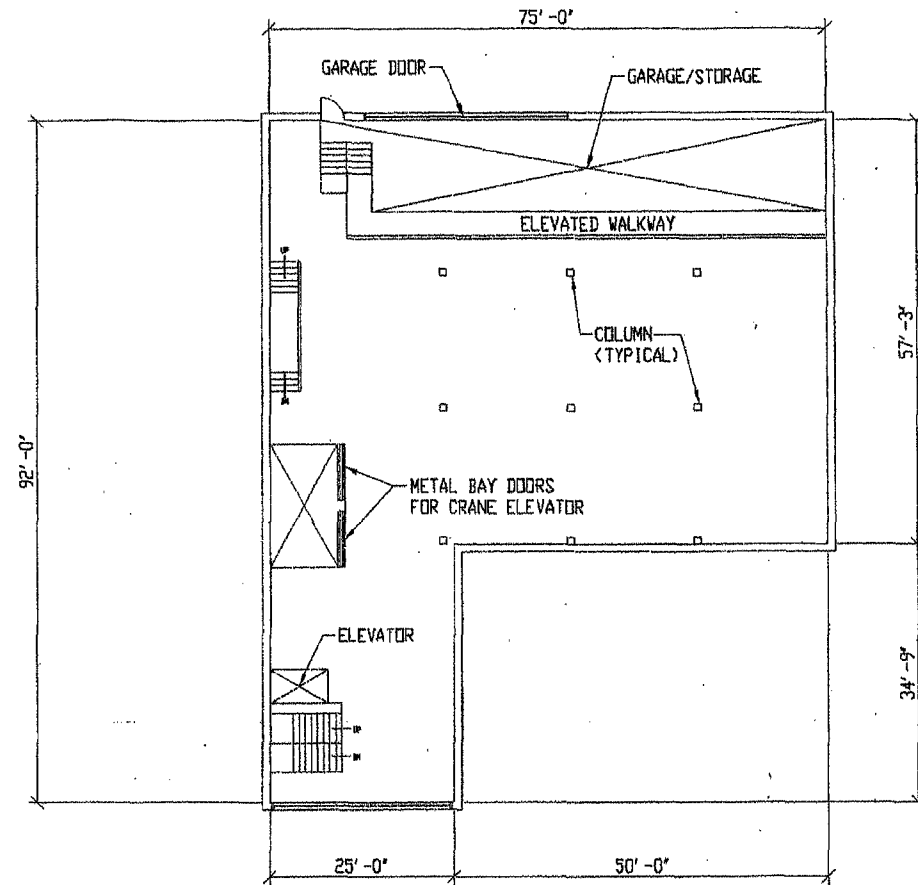 75'-0"
GARAGE DOOR
GARAGE/STORAGE
ELEVATED WALKWAY
UP
COLUMN
(TYPICAL)
57'-3"
DN
92'-0"
METAL BAY DOORS
FOR CRANE ELEVATOR
ELEVATOR
34'-9"
UP
DN
25'-0"
50'-0"